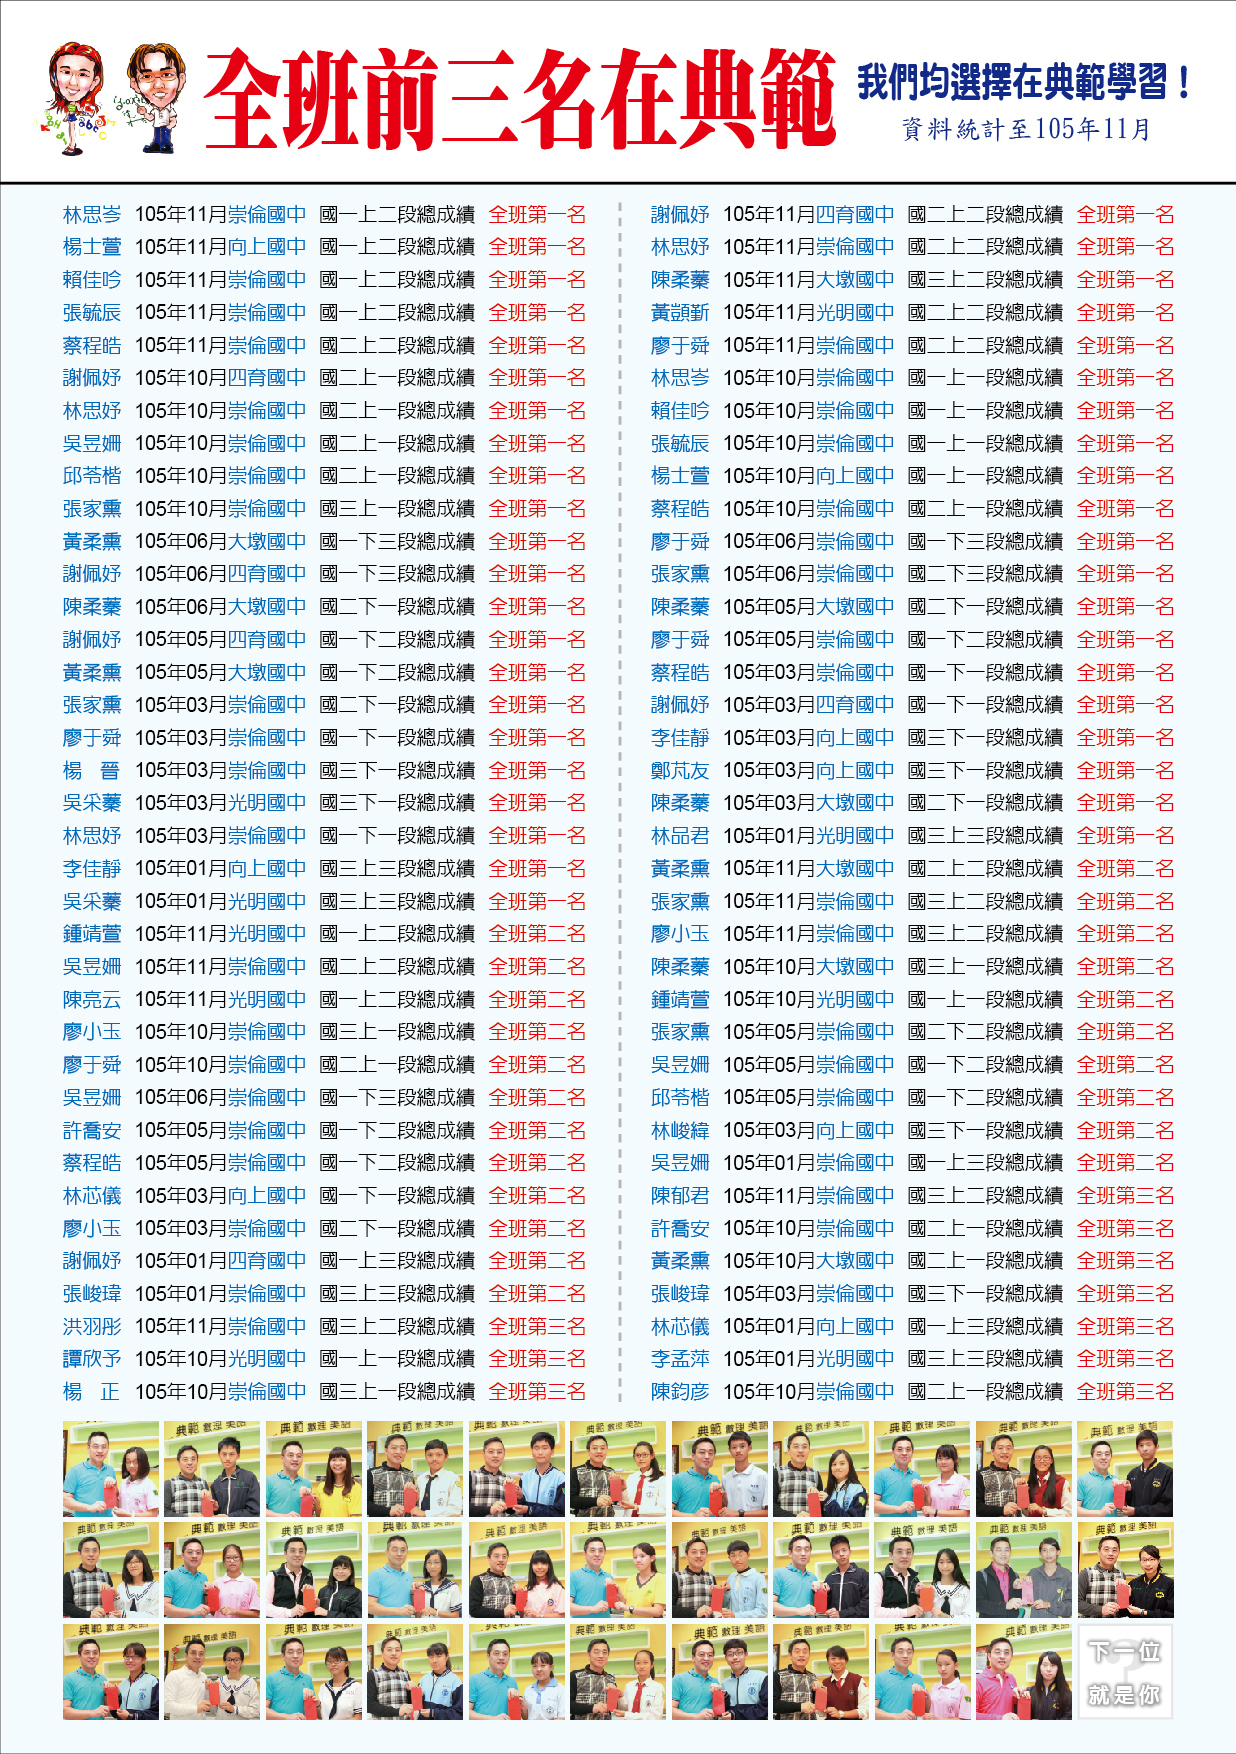 全班前三名在典範
我們均選擇在典範學習！
資料統計至105年11月
林思岑 105年11月崇倫國中 國一上二段總成績 全班第一名
楊士萱 105年11月向上國中 國一上二段總成績 全班第一名
賴佳吟 105年11月崇倫國中 國一上二段總成績 全班第一名
張毓辰 105年11月崇倫國中 國一上二段總成績 全班第一名
蔡程皓 105年11月崇倫國中 國二上二段總成績 全班第一名
謝佩妤 105年10月四育國中 國二上一段總成績 全班第一名
林思妤 105年10月崇倫國中 國二上一段總成績 全班第一名
吳昱姍 105年10月崇倫國中 國二上一段總成績 全班第一名
邱苓楷 105年10月崇倫國中 國二上一段總成績 全班第一名
張家熏 105年10月崇倫國中 國三上一段總成績 全班第一名
黃柔熏 105年06月大墩國中 國一下三段總成績 全班第一名
謝佩妤 105年06月四育國中 國一下三段總成績 全班第一名
陳柔蓁 105年06月大墩國中 國二下一段總成績 全班第一名
謝佩妤 105年05月四育國中 國一下二段總成績 全班第一名
黃柔熏 105年05月大墩國中 國一下二段總成績 全班第一名
張家熏 105年03月崇倫國中 國二下一段總成績 全班第一名
廖于舜 105年03月崇倫國中 國一下一段總成績 全班第一名
楊 晉 105年03月崇倫國中 國三下一段總成績 全班第一名
吳采蓁 105年03月光明國中 國三下一段總成績 全班第一名
林思妤 105年03月崇倫國中 國一下一段總成績 全班第一名
李佳靜 105年01月向上國中 國三上三段總成績 全班第一名
吳采蓁 105年01月光明國中 國三上三段總成績 全班第一名
鍾靖萱 105年11月光明國中 國一上二段總成績 全班第二名
吳昱姍 105年11月崇倫國中 國二上二段總成績 全班第二名
陳亮云 105年11月光明國中 國一上二段總成績 全班第二名
廖小玉 105年10月崇倫國中 國三上一段總成績 全班第二名
廖于舜 105年10月崇倫國中 國二上一段總成績 全班第二名
吳昱姍 105年06月崇倫國中 國一下三段總成績 全班第二名
許喬安 105年05月崇倫國中 國一下二段總成績 全班第二名
蔡程皓 105年05月崇倫國中 國一下二段總成績 全班第二名
林芯儀 105年03月向上國中 國一下一段總成績 全班第二名
廖小玉 105年03月崇倫國中 國二下一段總成績 全班第二名
謝佩妤 105年01月四育國中 國一上三段總成績 全班第二名
張峻瑋 105年01月崇倫國中 國三上三段總成績 全班第二名
洪羽彤 105年11月崇倫國中 國三上二段總成績 全班第三名
譚欣予 105年10月光明國中 國一上一段總成績 全班第三名
楊 正 105年10月崇倫國中 國三上一段總成績 全班第三名
謝佩妤 105年11月四育國中 國二上二段總成績 全班第一名
林思妤 105年11月崇倫國中 國二上二段總成績 全班第一名
陳柔蓁 105年11月大墩國中 國三上二段總成績 全班第一名
黃顗靳 105年11月光明國中 國二上二段總成績 全班第一名
廖于舜 105年11月崇倫國中 國二上二段總成績 全班第一名
林思岑 105年10月崇倫國中 國一上一段總成績 全班第一名
賴佳吟 105年10月崇倫國中 國一上一段總成績 全班第一名
張毓辰 105年10月崇倫國中 國一上一段總成績 全班第一名
楊士萱 105年10月向上國中 國一上一段總成績 全班第一名
蔡程皓 105年10月崇倫國中 國二上一段總成績 全班第一名
廖于舜 105年06月崇倫國中 國一下三段總成績 全班第一名
張家熏 105年06月崇倫國中 國二下三段總成績 全班第一名
陳柔蓁 105年05月大墩國中 國二下一段總成績 全班第一名
廖于舜 105年05月崇倫國中 國一下二段總成績 全班第一名
蔡程皓 105年03月崇倫國中 國一下一段總成績 全班第一名
謝佩妤 105年03月四育國中 國一下一段總成績 全班第一名
李佳靜 105年03月向上國中 國三下一段總成績 全班第一名
鄭芃友 105年03月向上國中 國三下一段總成績 全班第一名
陳柔蓁 105年03月大墩國中 國二下一段總成績 全班第一名
林品君 105年01月光明國中 國三上三段總成績 全班第一名
黃柔熏 105年11月大墩國中 國二上二段總成績 全班第二名
張家熏 105年11月崇倫國中 國三上二段總成績 全班第二名
廖小玉 105年11月崇倫國中 國三上二段總成績 全班第二名
陳柔蓁 105年10月大墩國中 國三上一段總成績 全班第二名
鍾靖萱 105年10月光明國中 國一上一段總成績 全班第二名
張家熏 105年05月崇倫國中 國二下二段總成績 全班第二名
吳昱姍 105年05月崇倫國中 國一下二段總成績 全班第二名
邱苓楷 105年05月崇倫國中 國一下二段總成績 全班第二名
林峻緯 105年03月向上國中 國三下一段總成績 全班第二名
吳昱姍 105年01月崇倫國中 國一上三段總成績 全班第二名
陳郁君 105年11月崇倫國中 國三上二段總成績 全班第三名
許喬安 105年10月崇倫國中 國二上一段總成績 全班第三名
黃柔熏 105年10月大墩國中 國二上一段總成績 全班第三名
張峻瑋 105年03月崇倫國中 國三下一段總成績 全班第三名
林芯儀 105年01月向上國中 國一上三段總成績 全班第三名
李孟萍 105年01月光明國中 國三上三段總成績 全班第三名
陳鈞彦 105年10月崇倫國中 國二上一段總成績 全班第三名
下一位
就是你